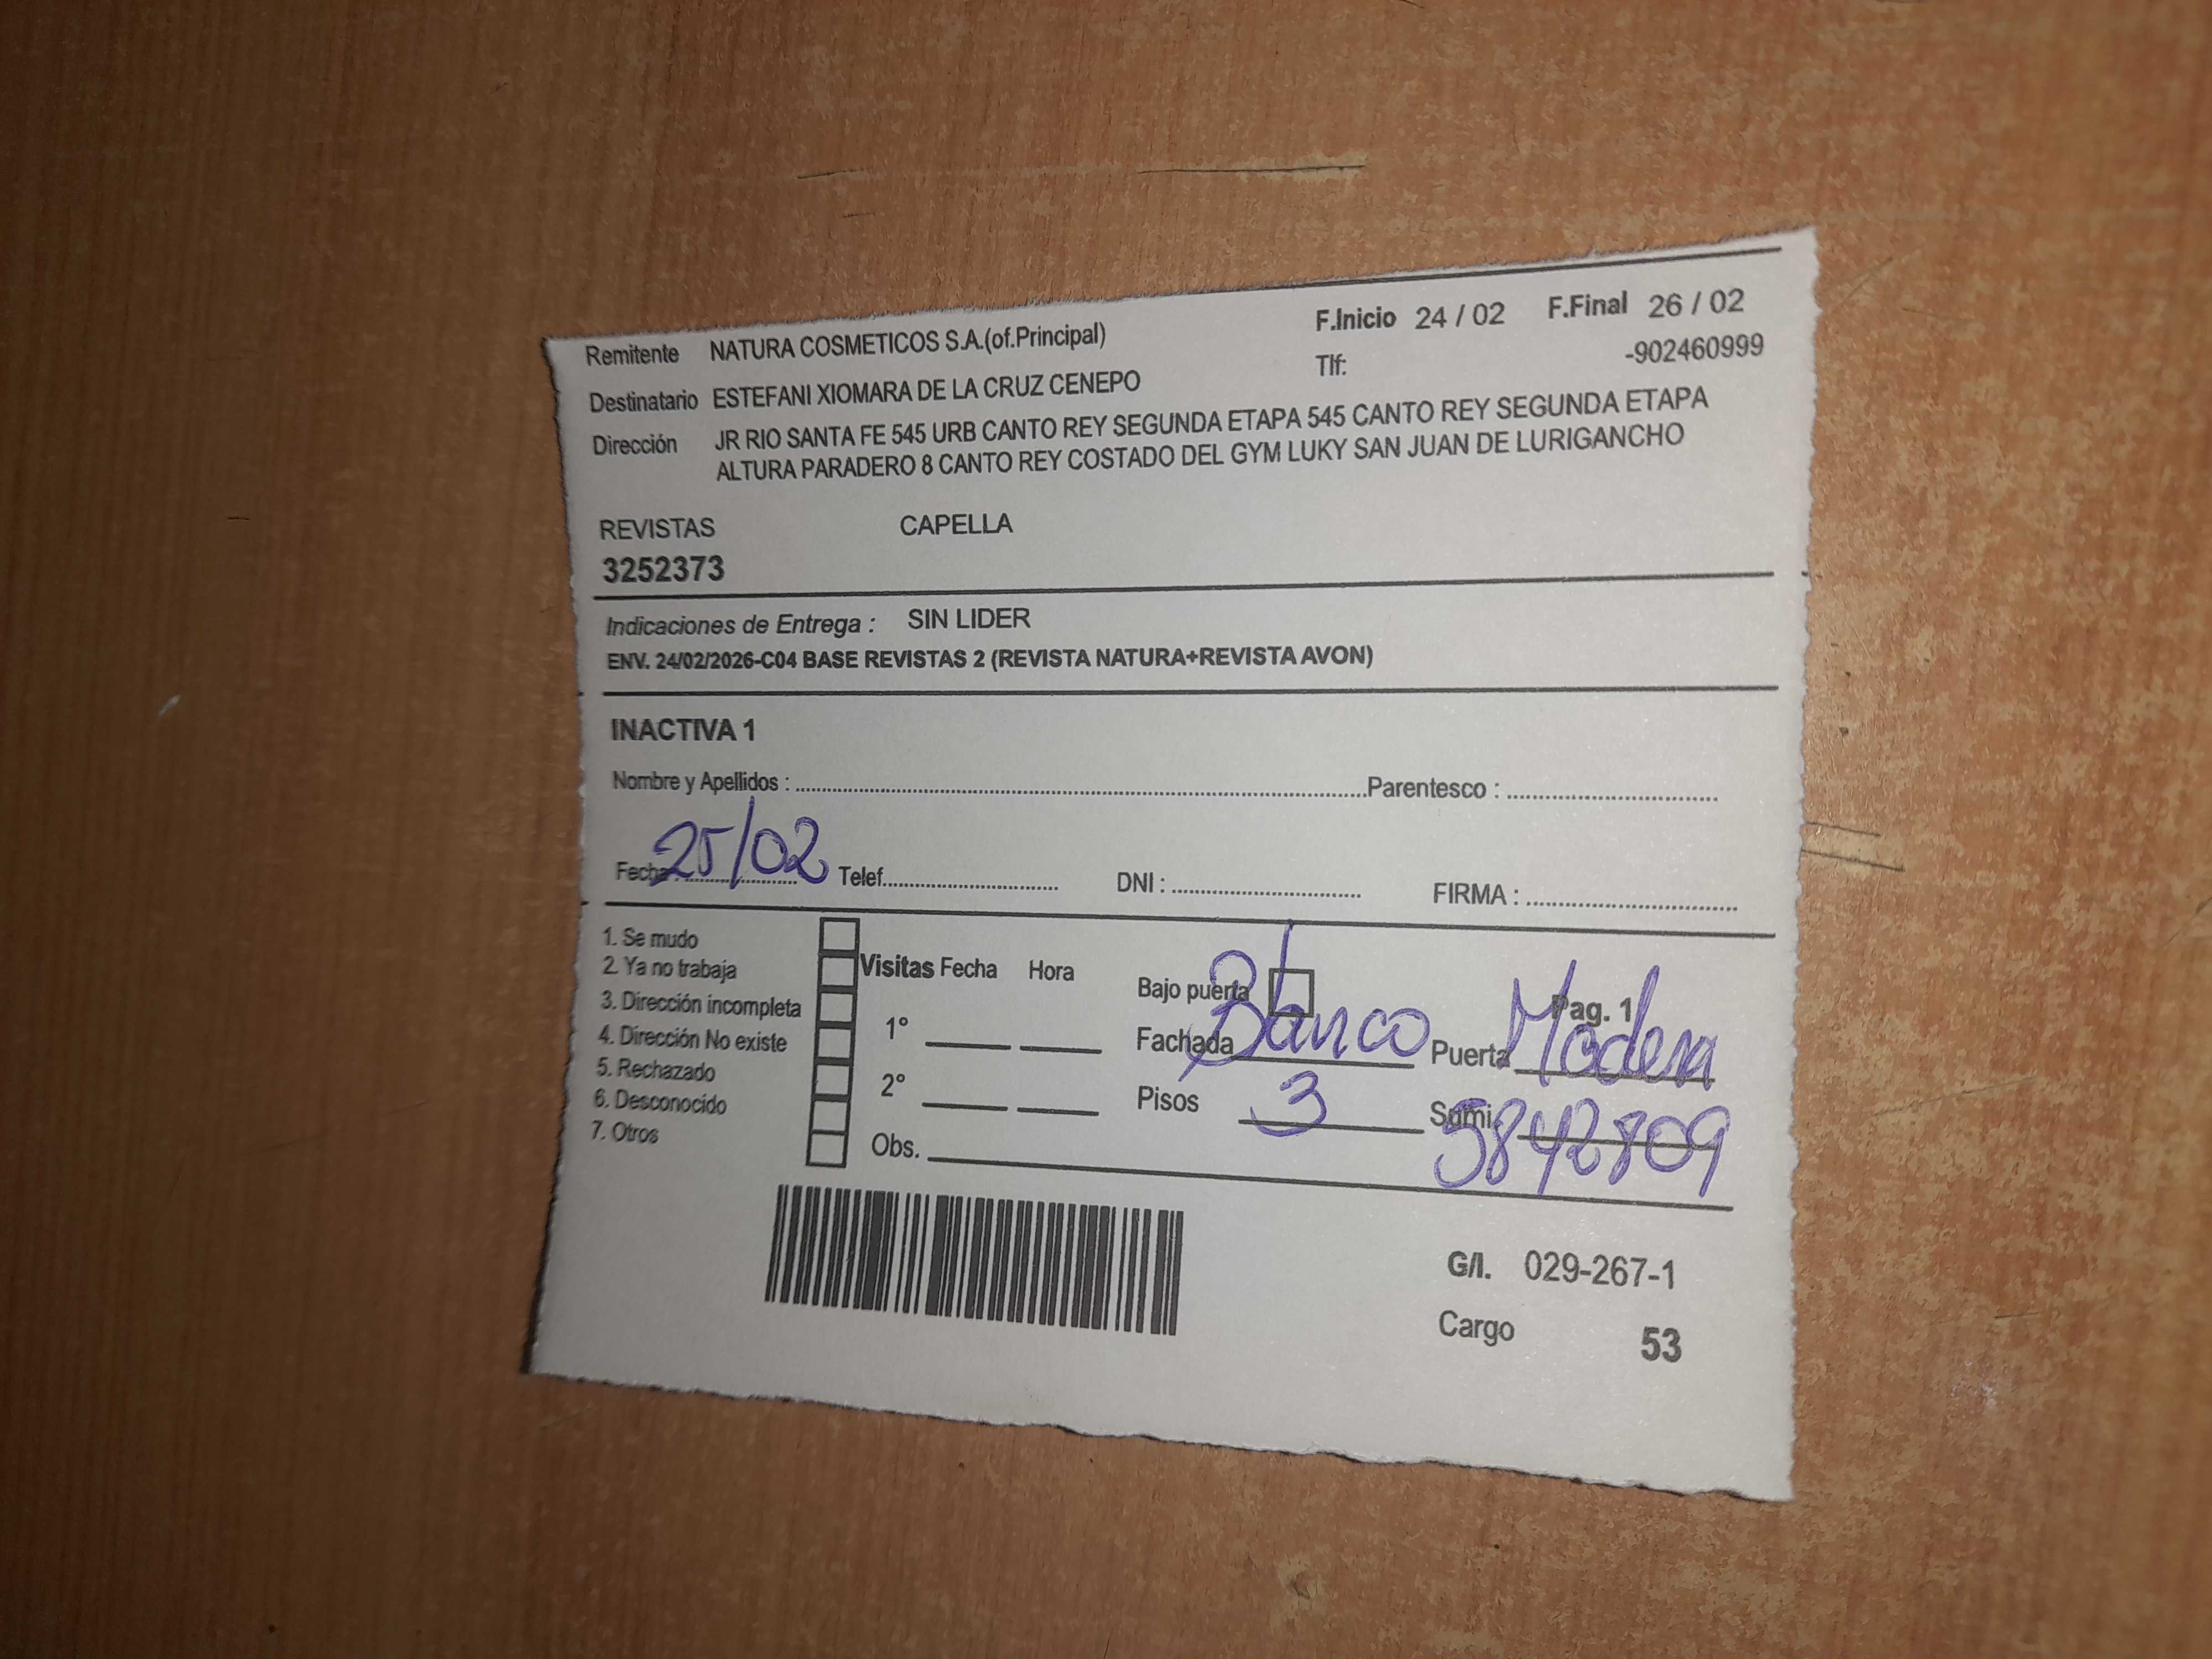 Remitente NATURA COSMETICOS S.A.(of.Principal) F.Inicio 24 / 02 F.Final 26 / 02
Tlf: -902460999
Destinatario ESTEFANI XIOMARA DE LA CRUZ CENEPO
Dirección JR RIO SANTA FE 545 URB CANTO REY SEGUNDA ETAPA 545 CANTO REY SEGUNDA ETAPA
ALTURA PARADERO 8 CANTO REY COSTADO DEL GYM LUKY SAN JUAN DE LURIGANCHO
REVISTAS CAPELLA
3252373
Indicaciones de Entrega : SIN LIDER
ENV. 24/02/2026-C04 BASE REVISTAS 2 (REVISTA NATURA+REVISTA AVON)
INACTIVA 1
Nombre y Apellidos : Parentesco :
Fecha : 25/02 Telef. DNI : FIRMA :
1. Se mudo
2. Ya no trabaja
3. Dirección incompleta
4. Dirección No existe
5. Rechazado
6. Desconocido
7. Otros
Visitas Fecha Hora
1°
2°
Obs.
Bajo puerta Pag. 1
Fachada Blanco Puerta Madera
Pisos 3 Sumi. 5842809
G/I. 029-267-1
Cargo 53